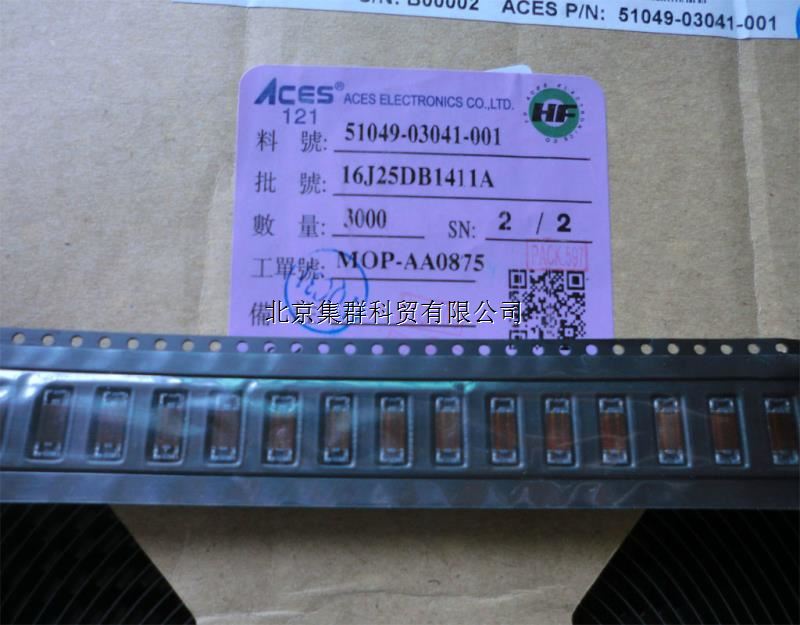 S/N: B00002 ACES P/N: 51049-03041-001
ACES® ACES ELECTRONICS CO.,LTD.
121
HF
料 號: 51049-03041-001
批 號: 16J25DB1411A
數 量: 3000 SN: 2 / 2
PACK.597
工單號: MOP-AA0875
備
北京集群科贸有限公司